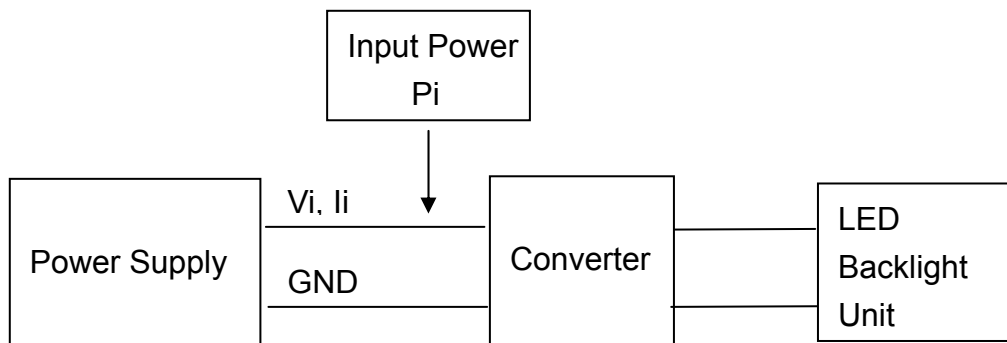 Input Power
Pi
Vi, Ii
Power Supply
GND
Converter
LED
Backlight
Unit